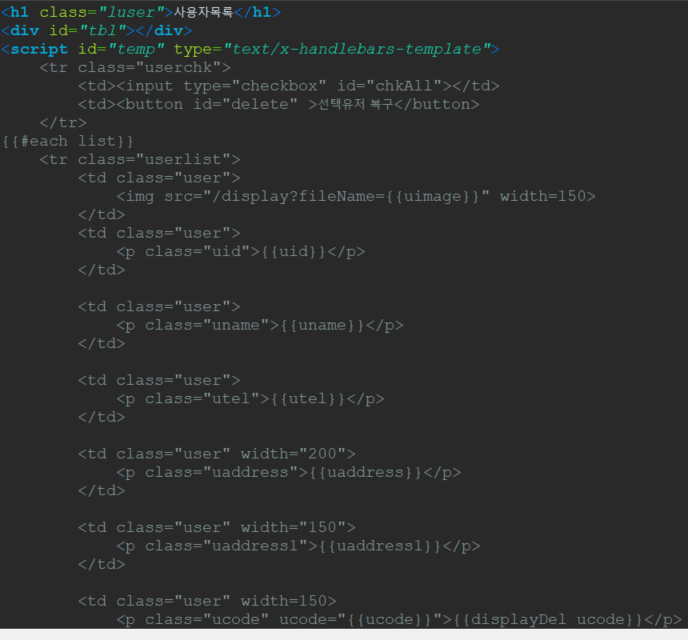 <h1 class="luser">사용자목록</h1>
<div id="tbl"></div>
<script id="temp" type="text/x-handlebars-template">
    <tr class="userchk">
        <td><input type="checkbox" id="chkAll"></td>
        <td><button id="delete" >선택유저 복구</button>
    </tr>
{{#each list}}
    <tr class="userlist">
        <td class="user">
            <img src="/display?fileName={{uimage}}" width=150>
        </td>
        <td class="user">
            <p class="uid">{{uid}}</p>
        </td>

        <td class="user">
            <p class="uname">{{uname}}</p>
        </td>

        <td class="user">
            <p class="utel">{{utel}}</p>
        </td>

        <td class="user" width="200">
            <p class="uaddress">{{uaddress}}</p>
        </td>

        <td class="user" width="150">
            <p class="uaddress1">{{uaddress1}}</p>
        </td>

        <td class="user" width=150>
            <p class="ucode" ucode="{{ucode}}">{{displayDel ucode}}</p>